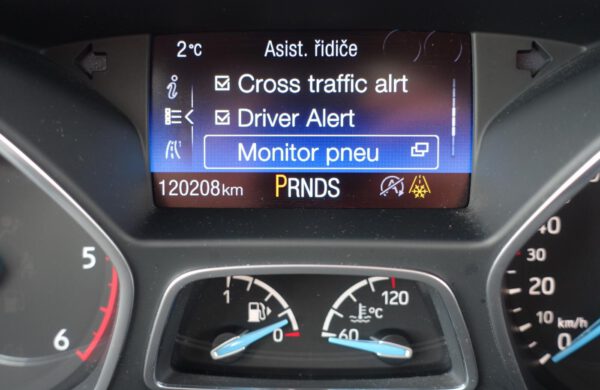 2°C Asist. řidiče
Cross traffic alrt
Driver Alert
Monitor pneu
120208km PRNDS
5
6
1
0
120
°C
60
40
30
20
10
km/h
0